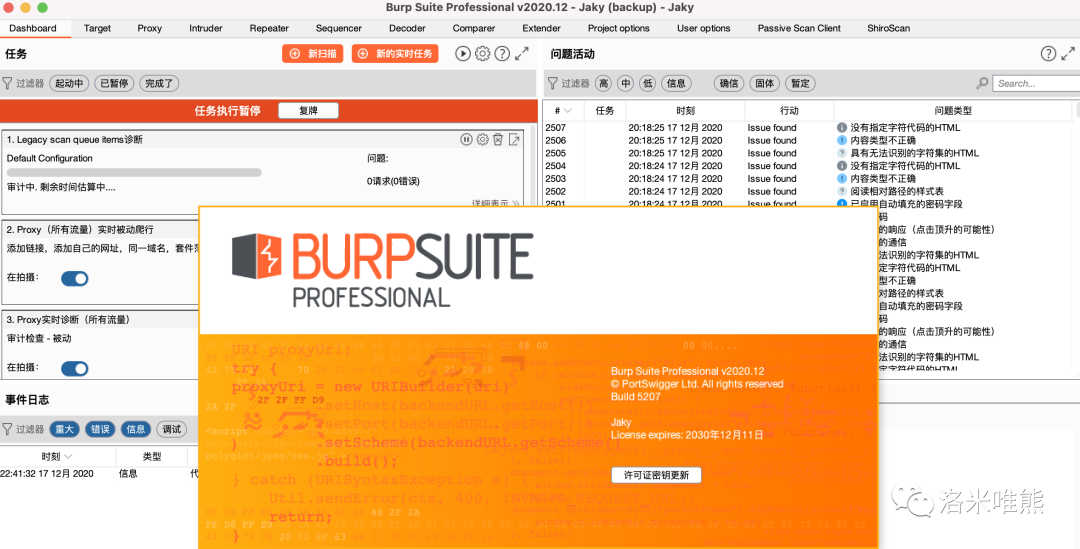 Burp Suite Professional v2020.12 - Jaky (backup) - Jaky
Dashboard Target Proxy Intruder Repeater Sequencer Decoder Comparer Extender Project options User options Passive Scan Client ShiroScan
任务
新扫描 新的实时任务
过滤器 起动中 已暂停 完成了
任务执行暂停 复牌
1. Legacy scan queue items诊断
Default Configuration
问题:
审计中. 剩余时间估算中....
0请求(0错误)
详细表示 >>
2. Proxy（所有流量）实时被动爬行
添加链接，添加自己的网址，同一域名，套件范
在拍摄：
3. Proxy实时诊断（所有流量）
审计检查 - 被动
在拍摄：
事件日志
过滤器 重大 错误 信息 调试
时刻 类型
22:41:32 17 12月 2020 信息 代
问题活动
过滤器 高 中 低 信息 确信 固体 暂定 Search...
# 任务 时刻 行动 问题类型
2507 20:18:25 17 12月 2020 Issue found 没有指定字符代码的HTML
2506 20:18:25 17 12月 2020 Issue found 内容类型不正确
2505 20:18:25 17 12月 2020 Issue found 具有无法识别的字符集的HTML
2504 20:18:24 17 12月 2020 Issue found 没有指定字符代码的HTML
2503 20:18:24 17 12月 2020 Issue found 内容类型不正确
2502 20:18:24 17 12月 2020 Issue found 阅读相对路径的样式表
2501 20:18:24 17 12月 2020 Issue found 已启用自动填充的密码字段
码
的响应（点击顶升的可能性）
的通信
法识别的字符集的HTML
定字符代码的HTML
型不正确
对路径的样式表
自动填充的密码字段
码
的响应（点击顶升的可能性）
的通信
法识别的字符集的HTML
定字符代码的HTML
BURPSUITE
PROFESSIONAL
URI proxyUri;
try {
proxyUri = new URIBuilder(uri)
.setHost(backendURL.getHost())
.setPort(backendURL.getPort())
.setScheme(backendURL.getScheme()
.build();
} catch (URISyntaxException e) {
Util.sendError(ctx, 400, INVALID REQUEST URL);
return;
}
Burp Suite Professional v2020.12
© PortSwigger Ltd. All rights reserved
Build 5207
Jaky
License expires: 2030年12月11日
许可证密钥更新
洛米唯熊